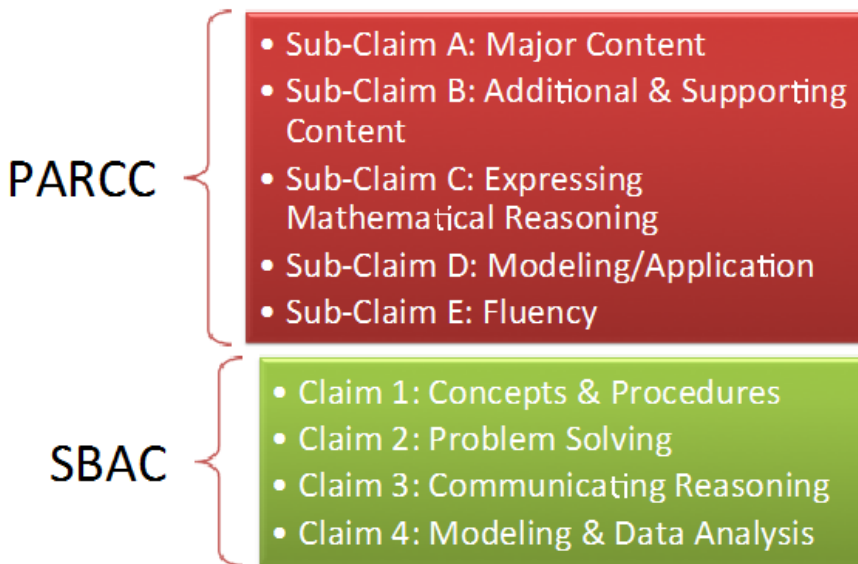 PARCC
• Sub-Claim A: Major Content
• Sub-Claim B: Additional & Supporting
Content
• Sub-Claim C: Expressing
Mathematical Reasoning
• Sub-Claim D: Modeling/Application
• Sub-Claim E: Fluency
SBAC
• Claim 1: Concepts & Procedures
• Claim 2: Problem Solving
• Claim 3: Communicating Reasoning
• Claim 4: Modeling & Data Analysis